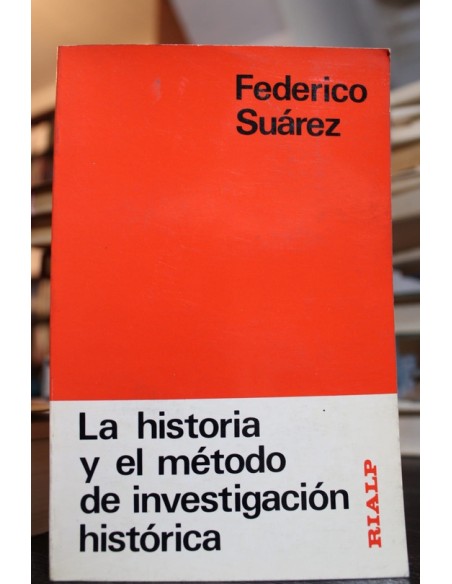 Federico
Suárez
La historia
y el método
de investigación
histórica
RIALP